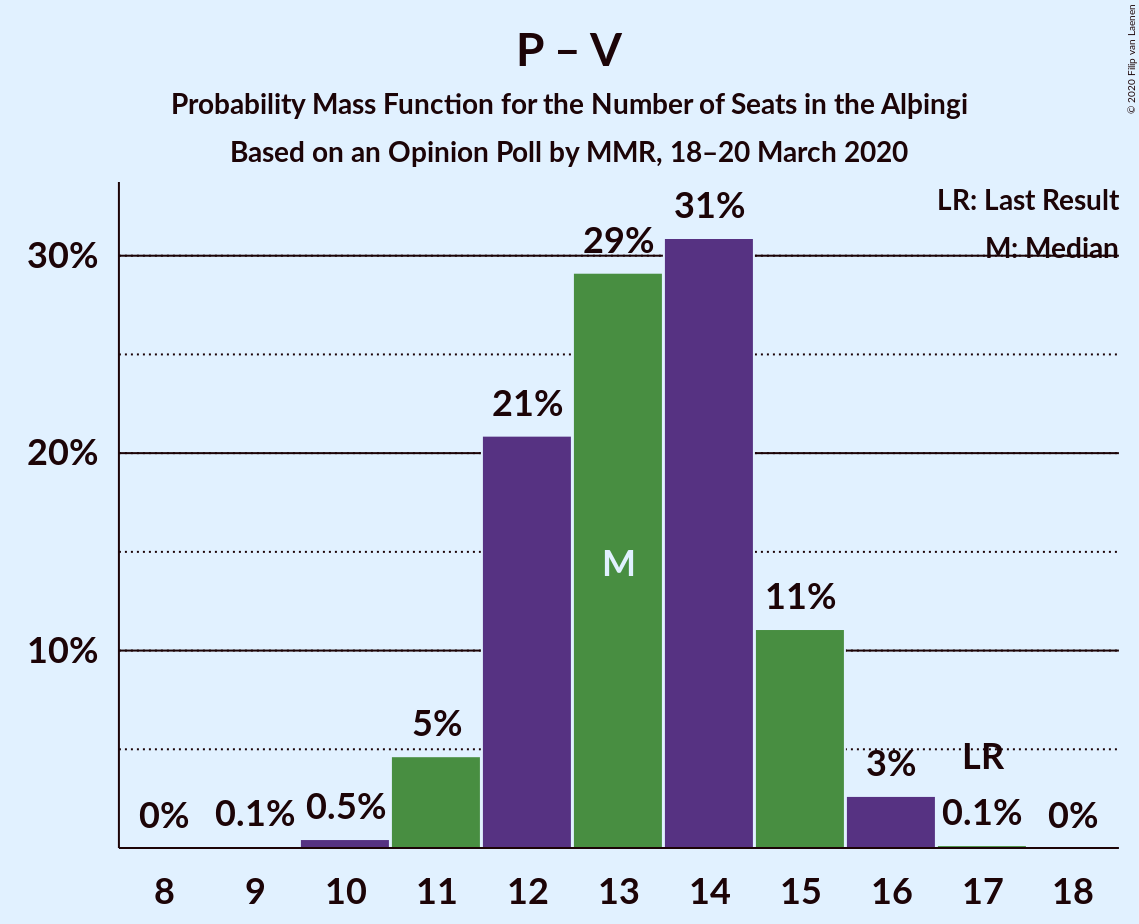 P – V
Probability Mass Function for the Number of Seats in the Alþingi
Based on an Opinion Poll by MMR, 18–20 March 2020
© 2020 Filip van Laenen
LR: Last Result
M: Median
30%
20%
10%
0%
0.1%
0.5%
5%
21%
29%
31%
11%
3%
0.1%
0%
M
LR
8 9 10 11 12 13 14 15 16 17 18